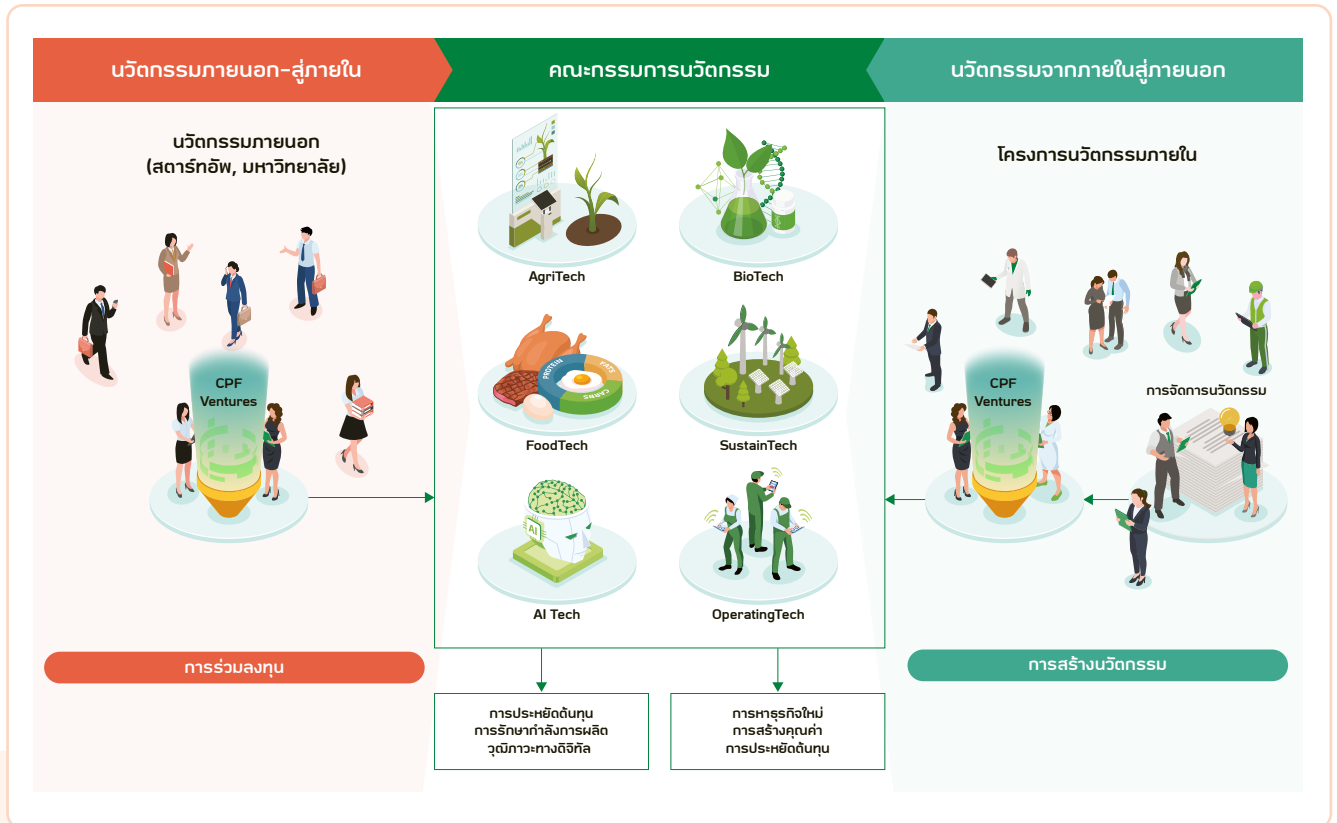 นวัตกรรมภายนอก-สู่ภายใน
คณะกรรมการนวัตกรรม
นวัตกรรมจากภายในสู่ภายนอก
นวัตกรรมภายนอก
(สตาร์ทอัพ, มหาวิทยาลัย)
CPF
Ventures
การร่วมลงทุน
AgriTech
BioTech
PROTEIN
FATS
CARBS
FoodTech
SustainTech
AI
AI Tech
OperatingTech
การประหยัดต้นทุน
การรักษากำลังการผลิต
วุฒิภาวะทางดิจิทัล
การหาธุรกิจใหม่
การสร้างคุณค่า
การประหยัดต้นทุน
โครงการนวัตกรรมภายใน
CPF
Ventures
การจัดการนวัตกรรม
การสร้างนวัตกรรม